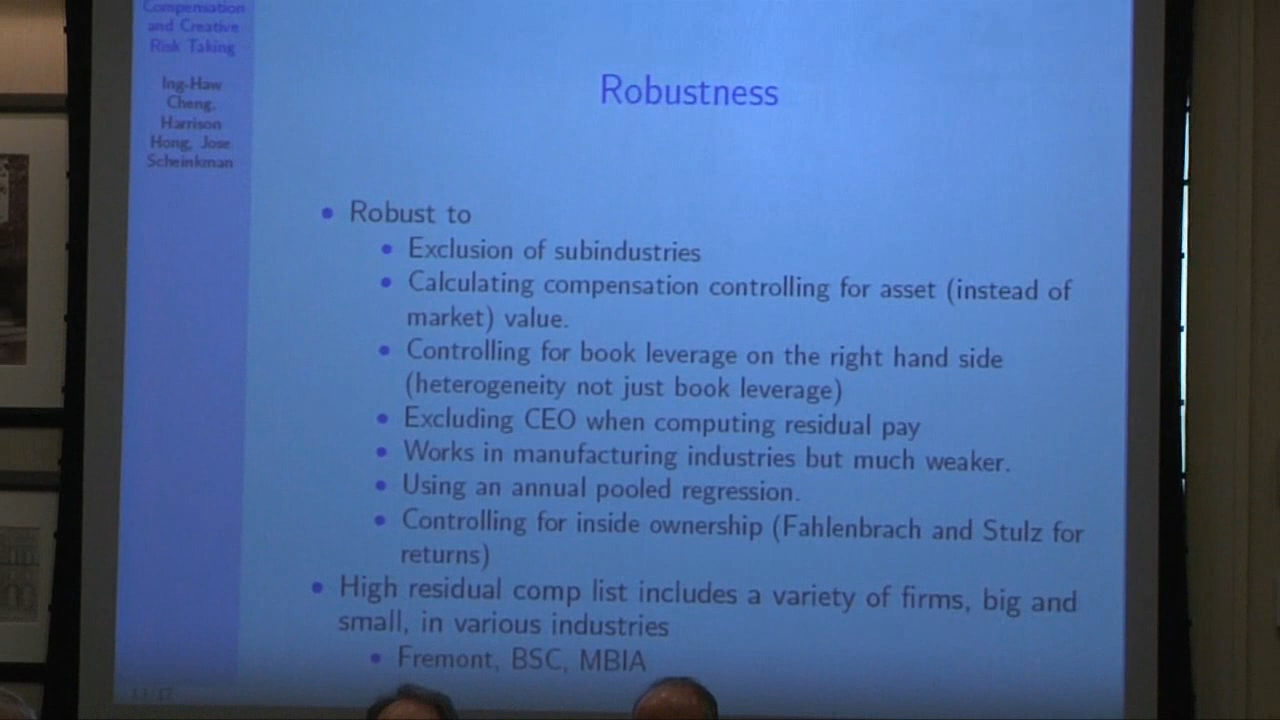 Compensation
and Creative
Risk Taking
Ing-Haw
Cheng,
Harrison
Hong, Jose
Scheinkman
Robustness
• Robust to
• Exclusion of subindustries
• Calculating compensation controlling for asset (instead of
market) value.
• Controlling for book leverage on the right hand side
(heterogeneity not just book leverage)
• Excluding CEO when computing residual pay
• Works in manufacturing industries but much weaker.
• Using an annual pooled regression.
• Controlling for inside ownership (Fahlenbrach and Stulz for
returns)
• High residual comp list includes a variety of firms, big and
small, in various industries
• Fremont, BSC, MBIA